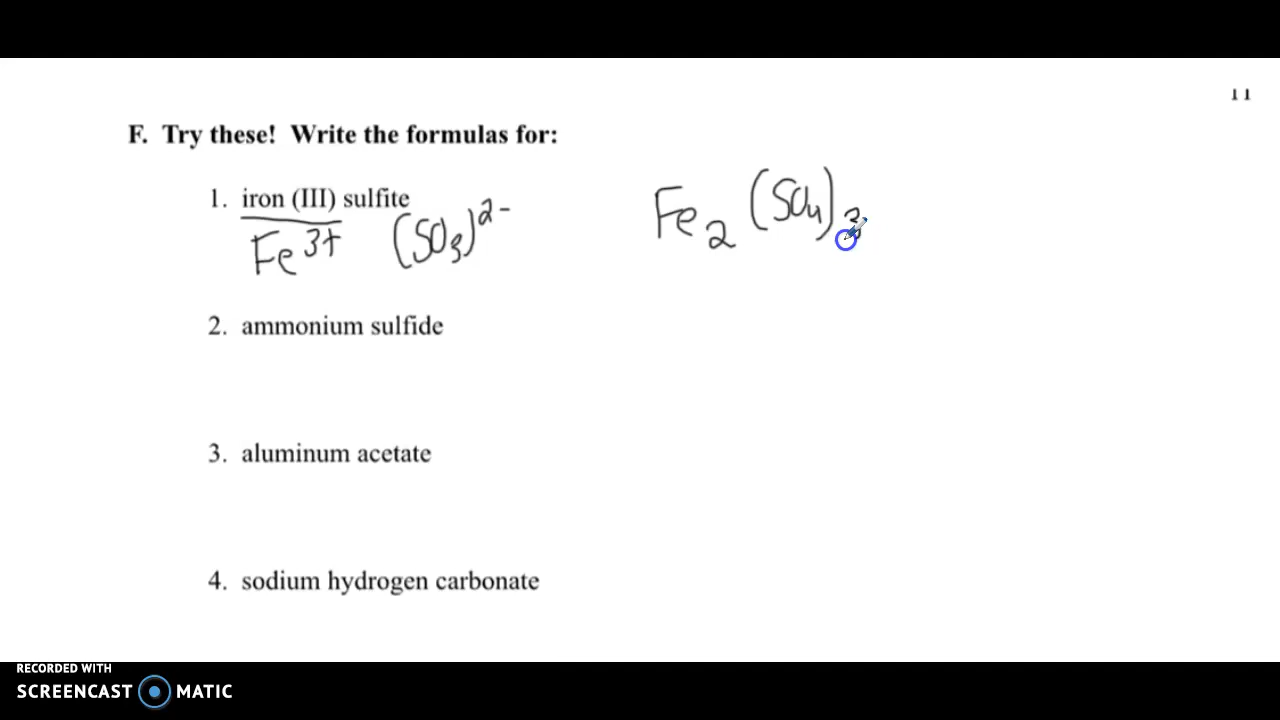 11
F. Try these! Write the formulas for:
1. iron (III) sulfite
Fe³⁺ (SO₃)²⁻ Fe₂(SO₄)₃
2. ammonium sulfide
3. aluminum acetate
4. sodium hydrogen carbonate
RECORDED WITH
SCREENCAST MATIC